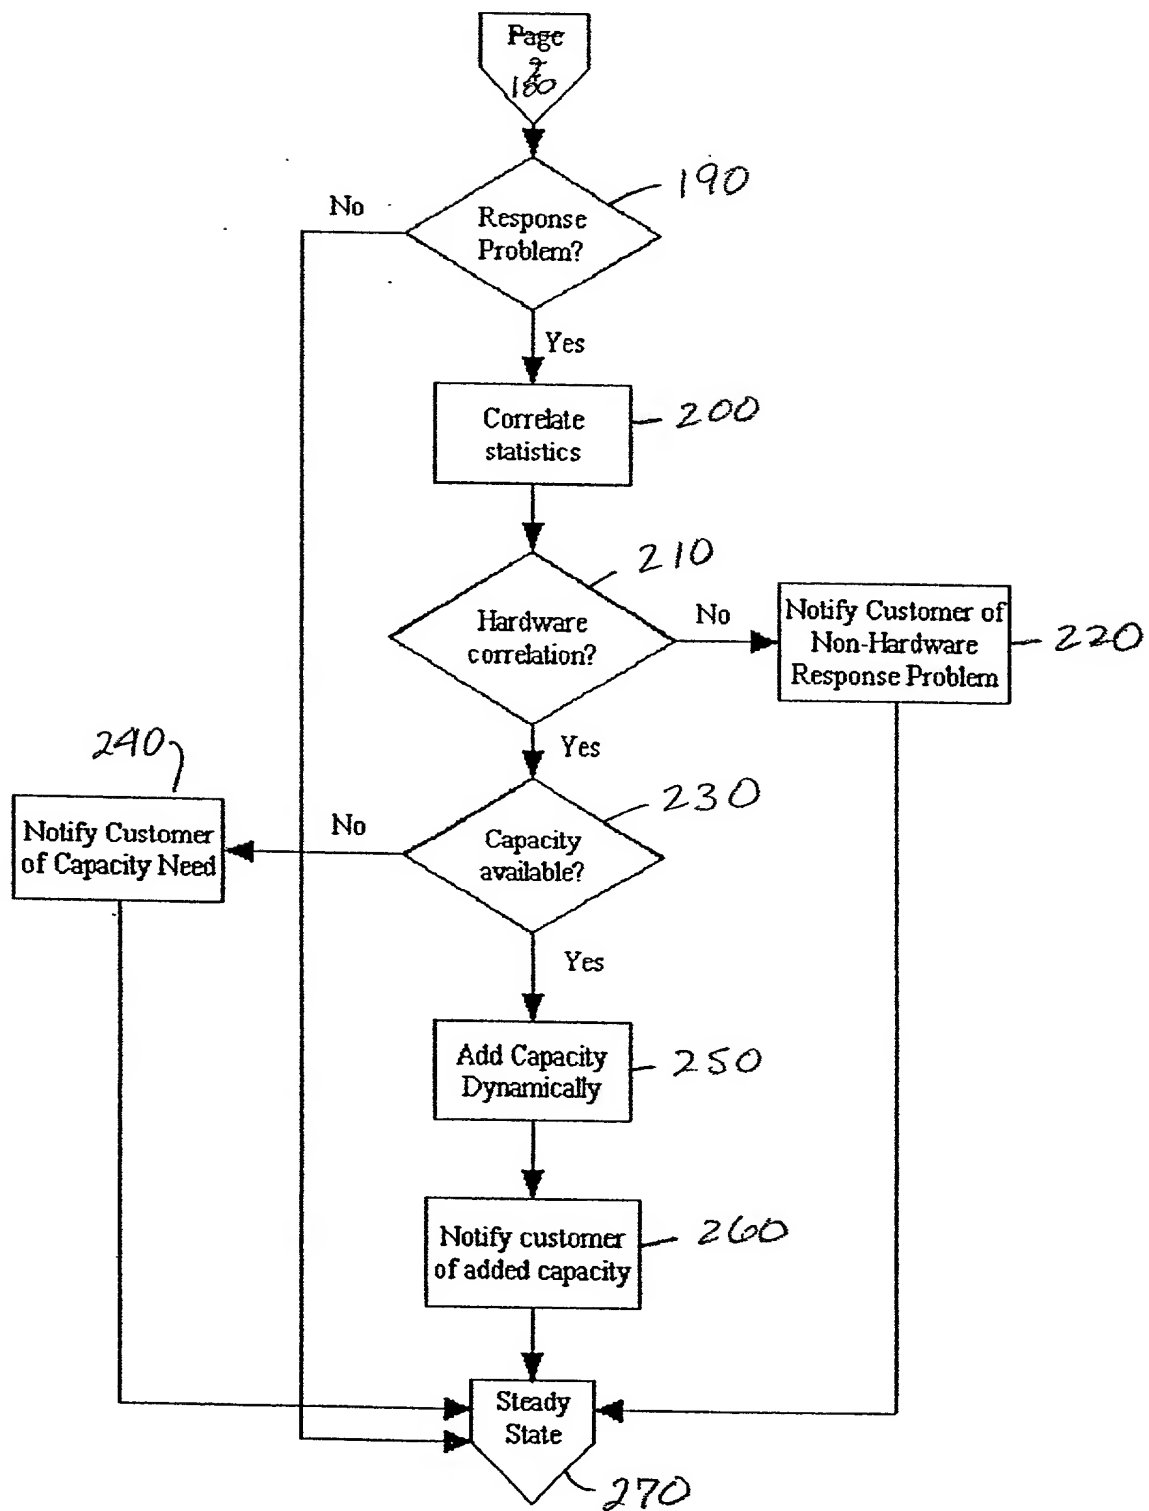 Page
2
180
190
No
Response
Problem?
Yes
Correlate
statistics
200
210
Hardware
correlation?
No
Notify Customer of
Non-Hardware
Response Problem
220
Yes
240
230
Notify Customer
of Capacity Need
No
Capacity
available?
Yes
Add Capacity
Dynamically
250
Notify customer
of added capacity
260
Steady
State
270